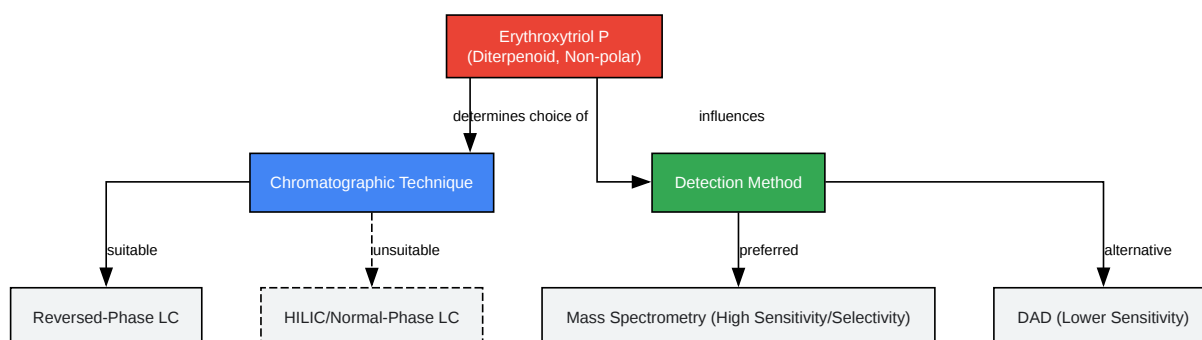 Erythroxytriol P
(Diterpenoid, Non-polar)
determines choice of
influences
Chromatographic Technique
Detection Method
suitable
unsuitable
preferred
alternative
Reversed-Phase LC
HILIC/Normal-Phase LC
Mass Spectrometry (High Sensitivity/Selectivity)
DAD (Lower Sensitivity)